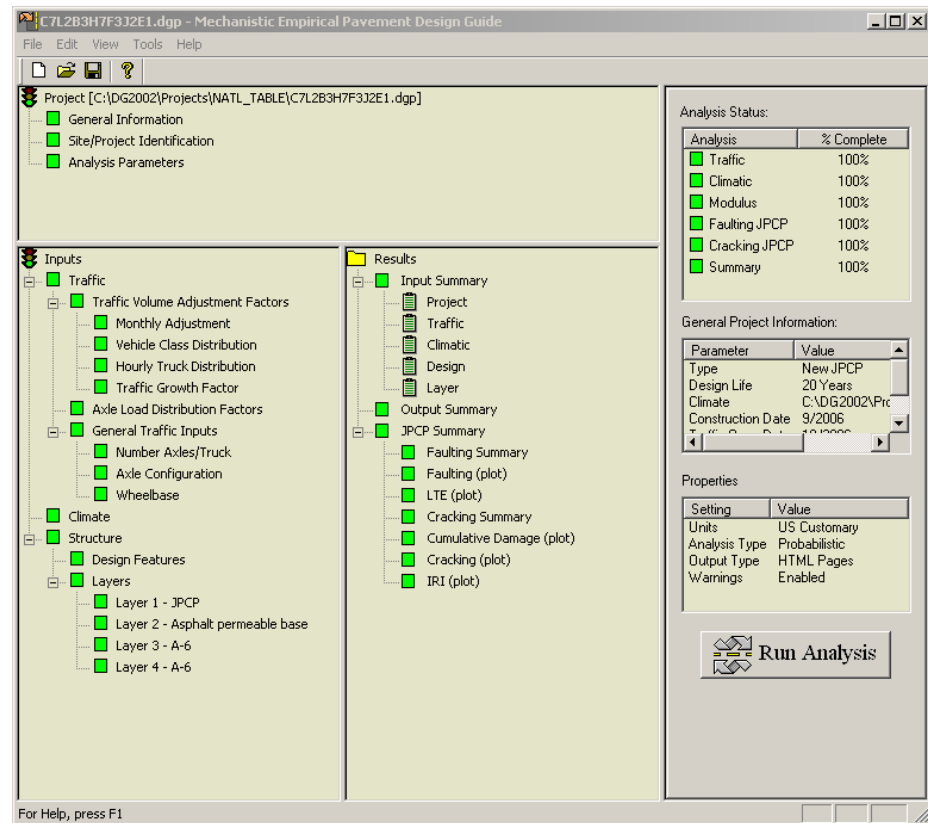 C7L2B3H7F3J2E1.dgp - Mechanistic Empirical Pavement Design Guide
File Edit View Tools Help
Project [C:\DG2002\Projects\NATL_TABLE\C7L2B3H7F3J2E1.dgp]
General Information
Site/Project Identification
Analysis Parameters
Inputs
Traffic
Traffic Volume Adjustment Factors
Monthly Adjustment
Vehicle Class Distribution
Hourly Truck Distribution
Traffic Growth Factor
Axle Load Distribution Factors
General Traffic Inputs
Number Axles/Truck
Axle Configuration
Wheelbase
Climate
Structure
Design Features
Layers
Layer 1 - JPCP
Layer 2 - Asphalt permeable base
Layer 3 - A-6
Layer 4 - A-6
Results
Input Summary
Project
Traffic
Climatic
Design
Layer
Output Summary
JPCP Summary
Faulting Summary
Faulting (plot)
LTE (plot)
Cracking Summary
Cumulative Damage (plot)
Cracking (plot)
IRI (plot)
Analysis Status:
Analysis % Complete
Traffic 100%
Climatic 100%
Modulus 100%
Faulting JPCP 100%
Cracking JPCP 100%
Summary 100%
General Project Information:
Parameter Value
Type New JPCP
Design Life 20 Years
Climate C:\DG2002\Pro
Construction Date 9/2006
Properties
Setting Value
Units US Customary
Analysis Type Probabilistic
Output Type HTML Pages
Warnings Enabled
Run Analysis
For Help, press F1